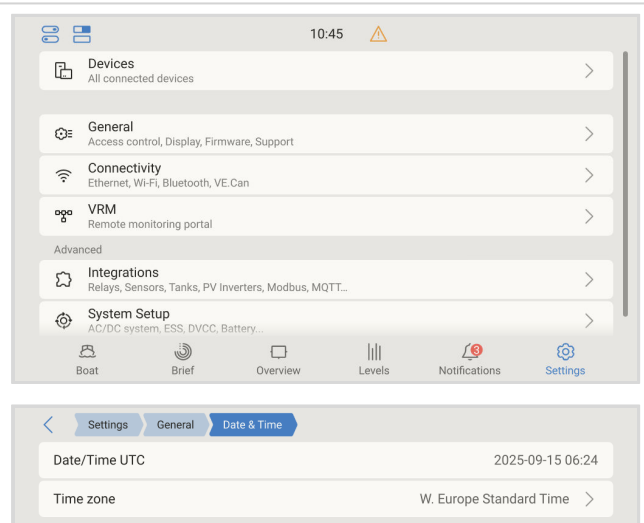 10:45
Devices
All connected devices
General
Access control, Display, Firmware, Support
Connectivity
Ethernet, Wi-Fi, Bluetooth, VE.Can
VRM
Remote monitoring portal
Advanced
Integrations
Relays, Sensors, Tanks, PV Inverters, Modbus, MQTT...
System Setup
AC/DC system, ESS, DVCC, Battery...
3
Boat Brief Overview Levels Notifications Settings
Settings General Date & Time
Date/Time UTC 2025-09-15 06:24
Time zone W. Europe Standard Time